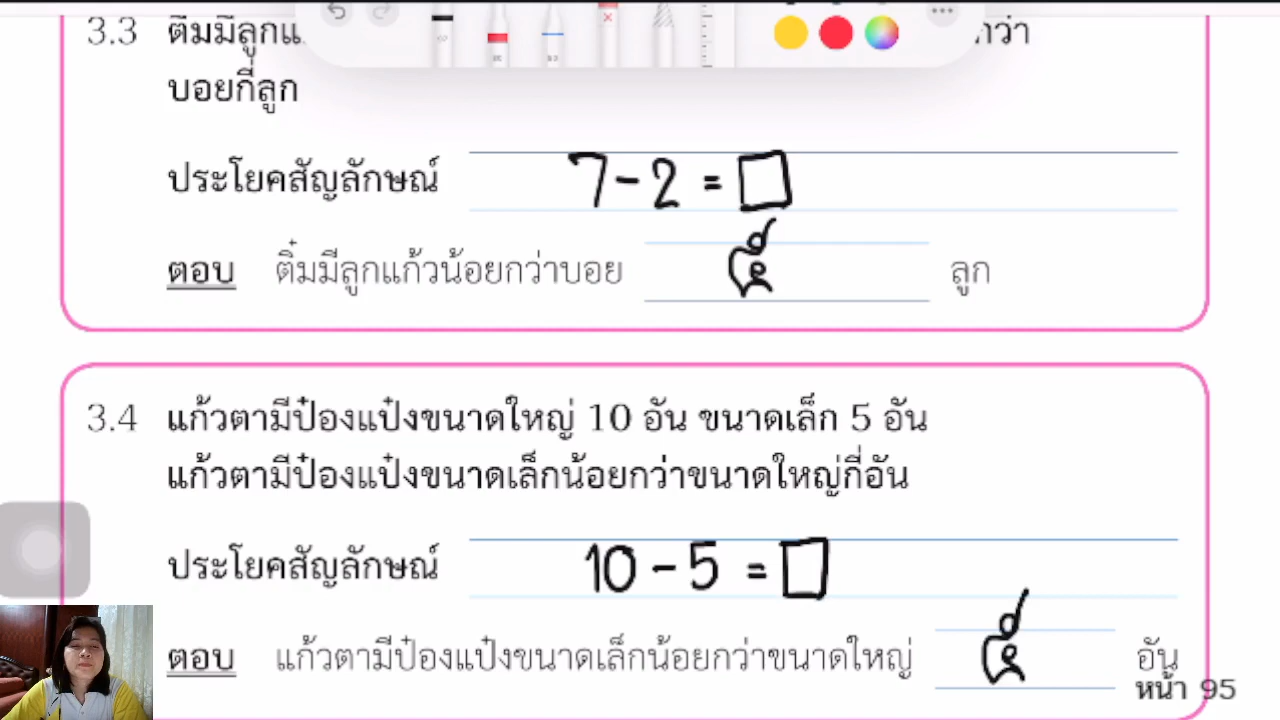 3.3 ติ๋มมีลูกแ กว่า
บอยกี่ลูก
ประโยคสัญลักษณ์ 7-2 = □
ตอบ ติ๋มมีลูกแก้วน้อยกว่าบอย ๕ ลูก
3.4 แก้วตามีป๋องแป๋งขนาดใหญ่ 10 อัน ขนาดเล็ก 5 อัน
แก้วตามีป๋องแป๋งขนาดเล็กน้อยกว่าขนาดใหญ่กี่อัน
ประโยคสัญลักษณ์ 10-5 = □
ตอบ แก้วตามีป๋องแป๋งขนาดเล็กน้อยกว่าขนาดใหญ่ ๕ อัน
หน้า 95